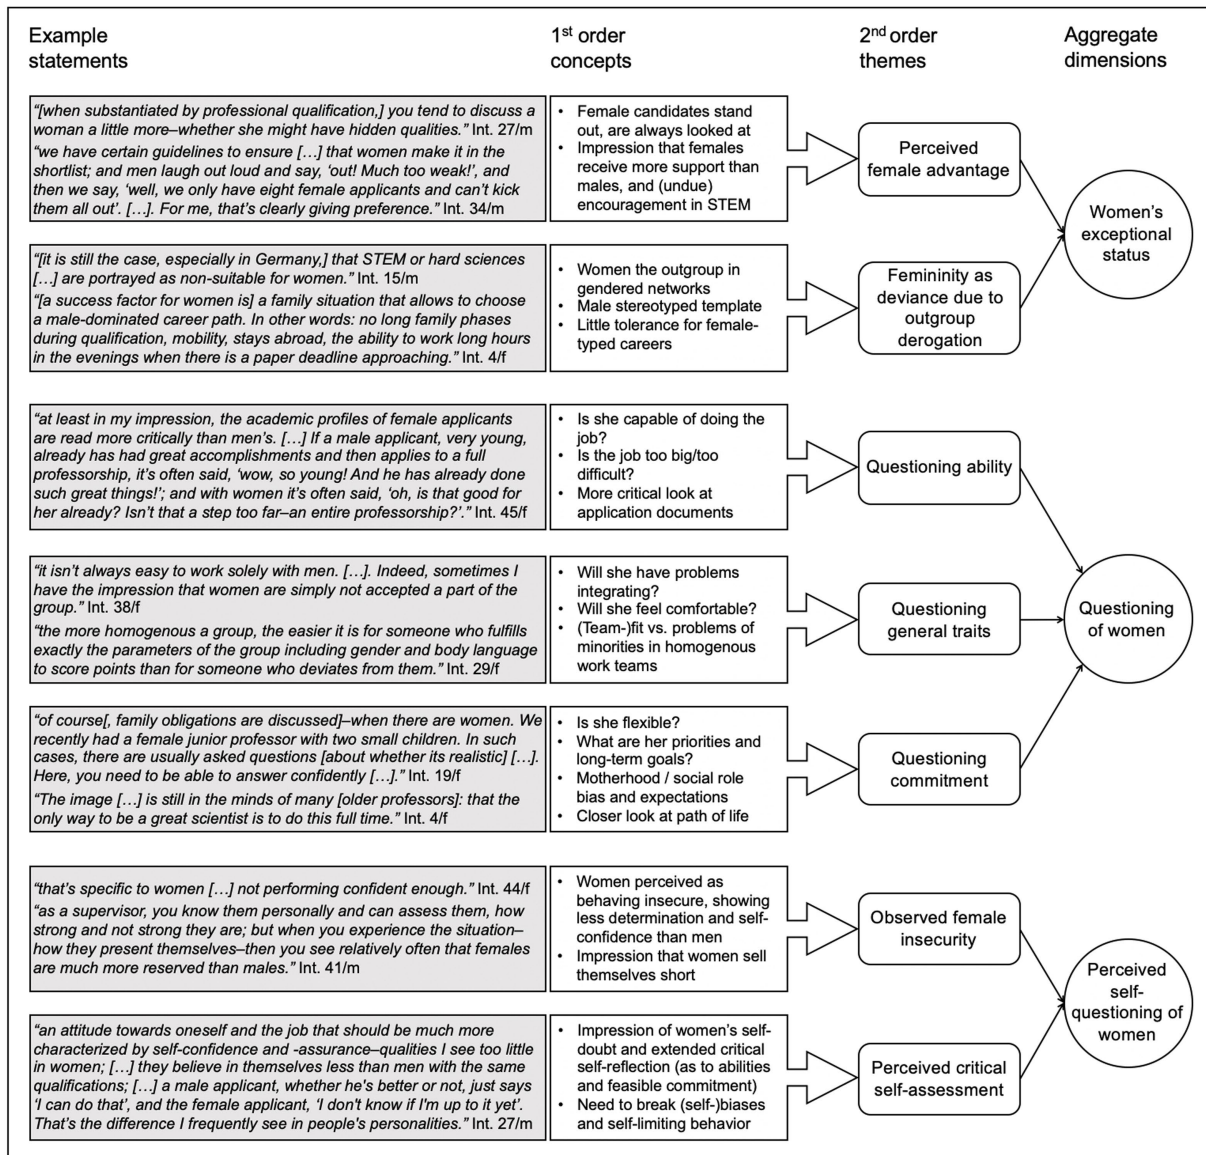 Example
statements
1st order
concepts
2nd order
themes
Aggregate
dimensions
“[when substantiated by professional qualification,] you tend to discuss a
woman a little more–whether she might have hidden qualities.” Int. 27/m
“we have certain guidelines to ensure […] that women make it in the
shortlist; and men laugh out loud and say, ‘out! Much too weak!’, and
then we say, ‘well, we only have eight female applicants and can’t kick
them all out’. […]. For me, that’s clearly giving preference.” Int. 34/m
• Female candidates stand
out, are always looked at
• Impression that females
receive more support than
males, and (undue)
encouragement in STEM
Perceived
female advantage
Women’s
exceptional
status
“[it is still the case, especially in Germany,] that STEM or hard sciences
[…] are portrayed as non-suitable for women.” Int. 15/m
“[a success factor for women is] a family situation that allows to choose
a male-dominated career path. In other words: no long family phases
during qualification, mobility, stays abroad, the ability to work long hours
in the evenings when there is a paper deadline approaching.” Int. 4/f
• Women the outgroup in
gendered networks
• Male stereotyped template
• Little tolerance for female-
typed careers
Femininity as
deviance due to
outgroup
derogation
“at least in my impression, the academic profiles of female applicants
are read more critically than men’s. […] If a male applicant, very young,
already has had great accomplishments and then applies to a full
professorship, it’s often said, ‘wow, so young! And he has already done
such great things!’; and with women it’s often said, ‘oh, is that good for
her already? Isn’t that a step too far–an entire professorship?’.” Int. 45/f
• Is she capable of doing the
job?
• Is the job too big/too
difficult?
• More critical look at
application documents
Questioning ability
“it isn’t always easy to work solely with men. […]. Indeed, sometimes I
have the impression that women are simply not accepted a part of the
group.” Int. 38/f
“the more homogenous a group, the easier it is for someone who fulfills
exactly the parameters of the group including gender and body language
to score points than for someone who deviates from them.” Int. 29/f
• Will she have problems
integrating?
• Will she feel comfortable?
• (Team-)fit vs. problems of
minorities in homogenous
work teams
Questioning
general traits
Questioning
of women
“of course[, family obligations are discussed]–when there are women. We
recently had a female junior professor with two small children. In such
cases, there are usually asked questions [about whether its realistic] […].
Here, you need to be able to answer confidently […].” Int. 19/f
“The image […] is still in the minds of many [older professors]: that the
only way to be a great scientist is to do this full time.” Int. 4/f
• Is she flexible?
• What are her priorities and
long-term goals?
• Motherhood / social role
bias and expectations
• Closer look at path of life
Questioning
commitment
“that’s specific to women […] not performing confident enough.” Int. 44/f
“as a supervisor, you know them personally and can assess them, how
strong and not strong they are; but when you experience the situation–
how they present themselves–then you see relatively often that females
are much more reserved than males.” Int. 41/m
• Women perceived as
behaving insecure, showing
less determination and self-
confidence than men
• Impression that women sell
themselves short
Observed female
insecurity
Perceived
self-
questioning of
women
“an attitude towards oneself and the job that should be much more
characterized by self-confidence and -assurance–qualities I see too little
in women; […] they believe in themselves less than men with the same
qualifications; […] a male applicant, whether he's better or not, just says
‘I can do that’, and the female applicant, ‘I don't know if I'm up to it yet’.
That’s the difference I frequently see in people's personalities.” Int. 27/m
• Impression of women’s self-
doubt and extended critical
self-reflection (as to abilities
and feasible commitment)
• Need to break (self-)biases
and self-limiting behavior
Perceived critical
self-assessment